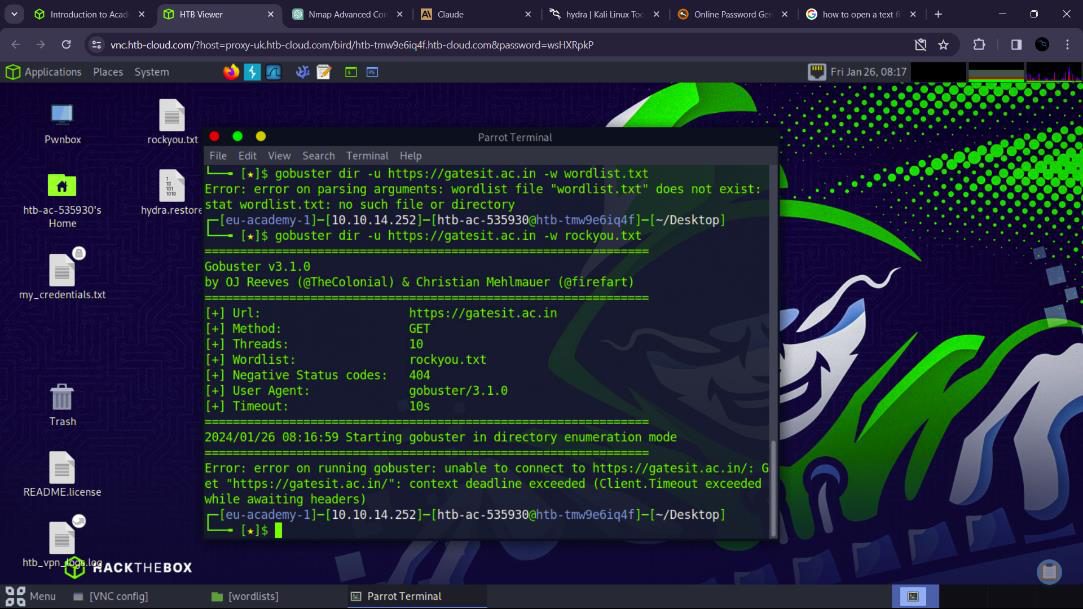 Introduction to Acad
HTB Viewer
Nmap Advanced Con
Claude
hydra | Kali Linux Too
Online Password Gen
how to open a text fi
vnc.htb-cloud.com/?host=proxy-uk.htb-cloud.com/bird/htb-tmw9e6iq4f.htb-cloud.com&password=wsHXRpkP
Applications Places System
Fri Jan 26, 08:17
Pwnbox
rockyou.txt
htb-ac-535930's
Home
hydra.restore
my_credentials.txt
Trash
README.license
htb_vpn_logs.log
HACKTHEBOX
Parrot Terminal
File Edit View Search Terminal Help
└──╼ [★]$ gobuster dir -u https://gatesit.ac.in -w wordlist.txt
Error: error on parsing arguments: wordlist file "wordlist.txt" does not exist:
stat wordlist.txt: no such file or directory
┌─[eu-academy-1]─[10.10.14.252]─[htb-ac-535930@htb-tmw9e6iq4f]─[~/Desktop]
└──╼ [★]$ gobuster dir -u https://gatesit.ac.in -w rockyou.txt
===============================================================
Gobuster v3.1.0
by OJ Reeves (@TheColonial) & Christian Mehlmauer (@firefart)
===============================================================
[+] Url: https://gatesit.ac.in
[+] Method: GET
[+] Threads: 10
[+] Wordlist: rockyou.txt
[+] Negative Status codes: 404
[+] User Agent: gobuster/3.1.0
[+] Timeout: 10s
===============================================================
2024/01/26 08:16:59 Starting gobuster in directory enumeration mode
===============================================================
Error: error on running gobuster: unable to connect to https://gatesit.ac.in/: G
et "https://gatesit.ac.in/": context deadline exceeded (Client.Timeout exceeded
while awaiting headers)
┌─[eu-academy-1]─[10.10.14.252]─[htb-ac-535930@htb-tmw9e6iq4f]─[~/Desktop]
└──╼ [★]$
Menu
[VNC config]
[wordlists]
Parrot Terminal